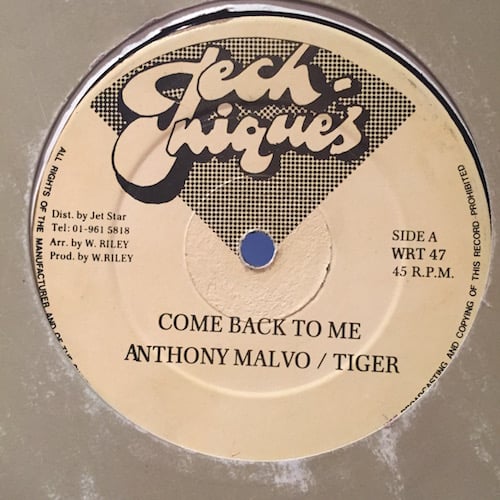 Tech-
niques
Dist. by Jet Star
Tel: 01-961 5818
Arr. by W. RILEY
Prod. by W.RILEY
SIDE A
WRT 47
45 R.P.M.
COME BACK TO ME
ANTHONY MALVO / TIGER
ALL RIGHTS OF THE MANUFACTURER AND OF THE
BROADCASTING AND COPYING OF THIS RECORD PROHIBITED